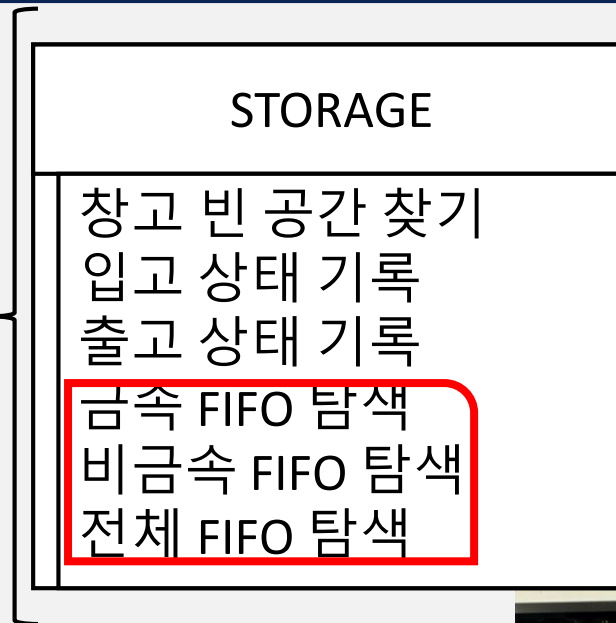 STORAGE
창고 빈 공간 찾기
입고 상태 기록
출고 상태 기록
금속 FIFO 탐색
비금속 FIFO 탐색
전체 FIFO 탐색